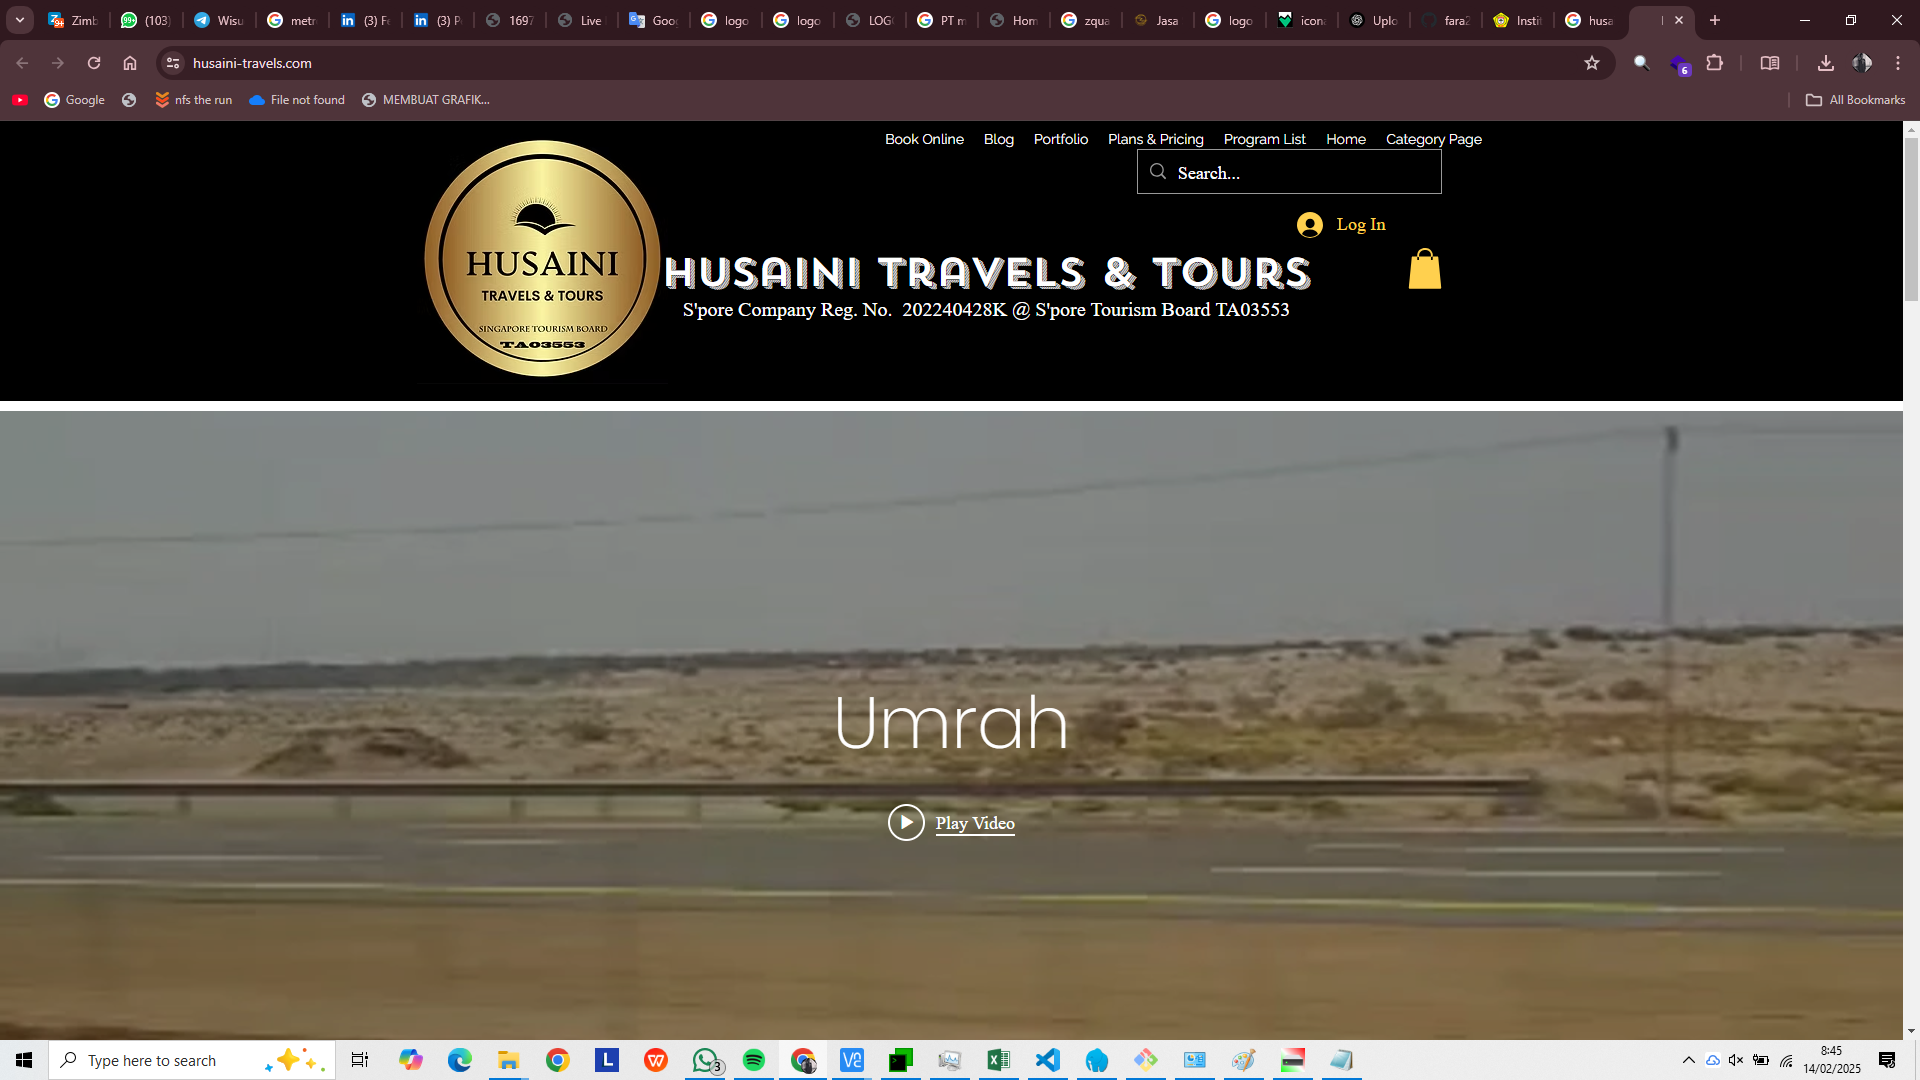 Zimb
(103)
Wisu
metr
(3) F
(3) P
1697
Live
Goo
logo
logo
LOG
PT m
Hom
zqua
Jasa
logo
icon
Uplo
fara2
Insti
husa
husaini-travels.com
6
Google
nfs the run
File not found
MEMBUAT GRAFIK...
All Bookmarks
Book Online Blog Portfolio Plans & Pricing Program List Home Category Page
Search...
Log In
HUSAINI
TRAVELS & TOURS
SINGAPORE TOURISM BOARD
TA03553
HUSAINI TRAVELS & TOURS
S'pore Company Reg. No. 202240428K @ S'pore Tourism Board TA03553
Umrah
Play Video
Type here to search
3
8:45
14/02/2025